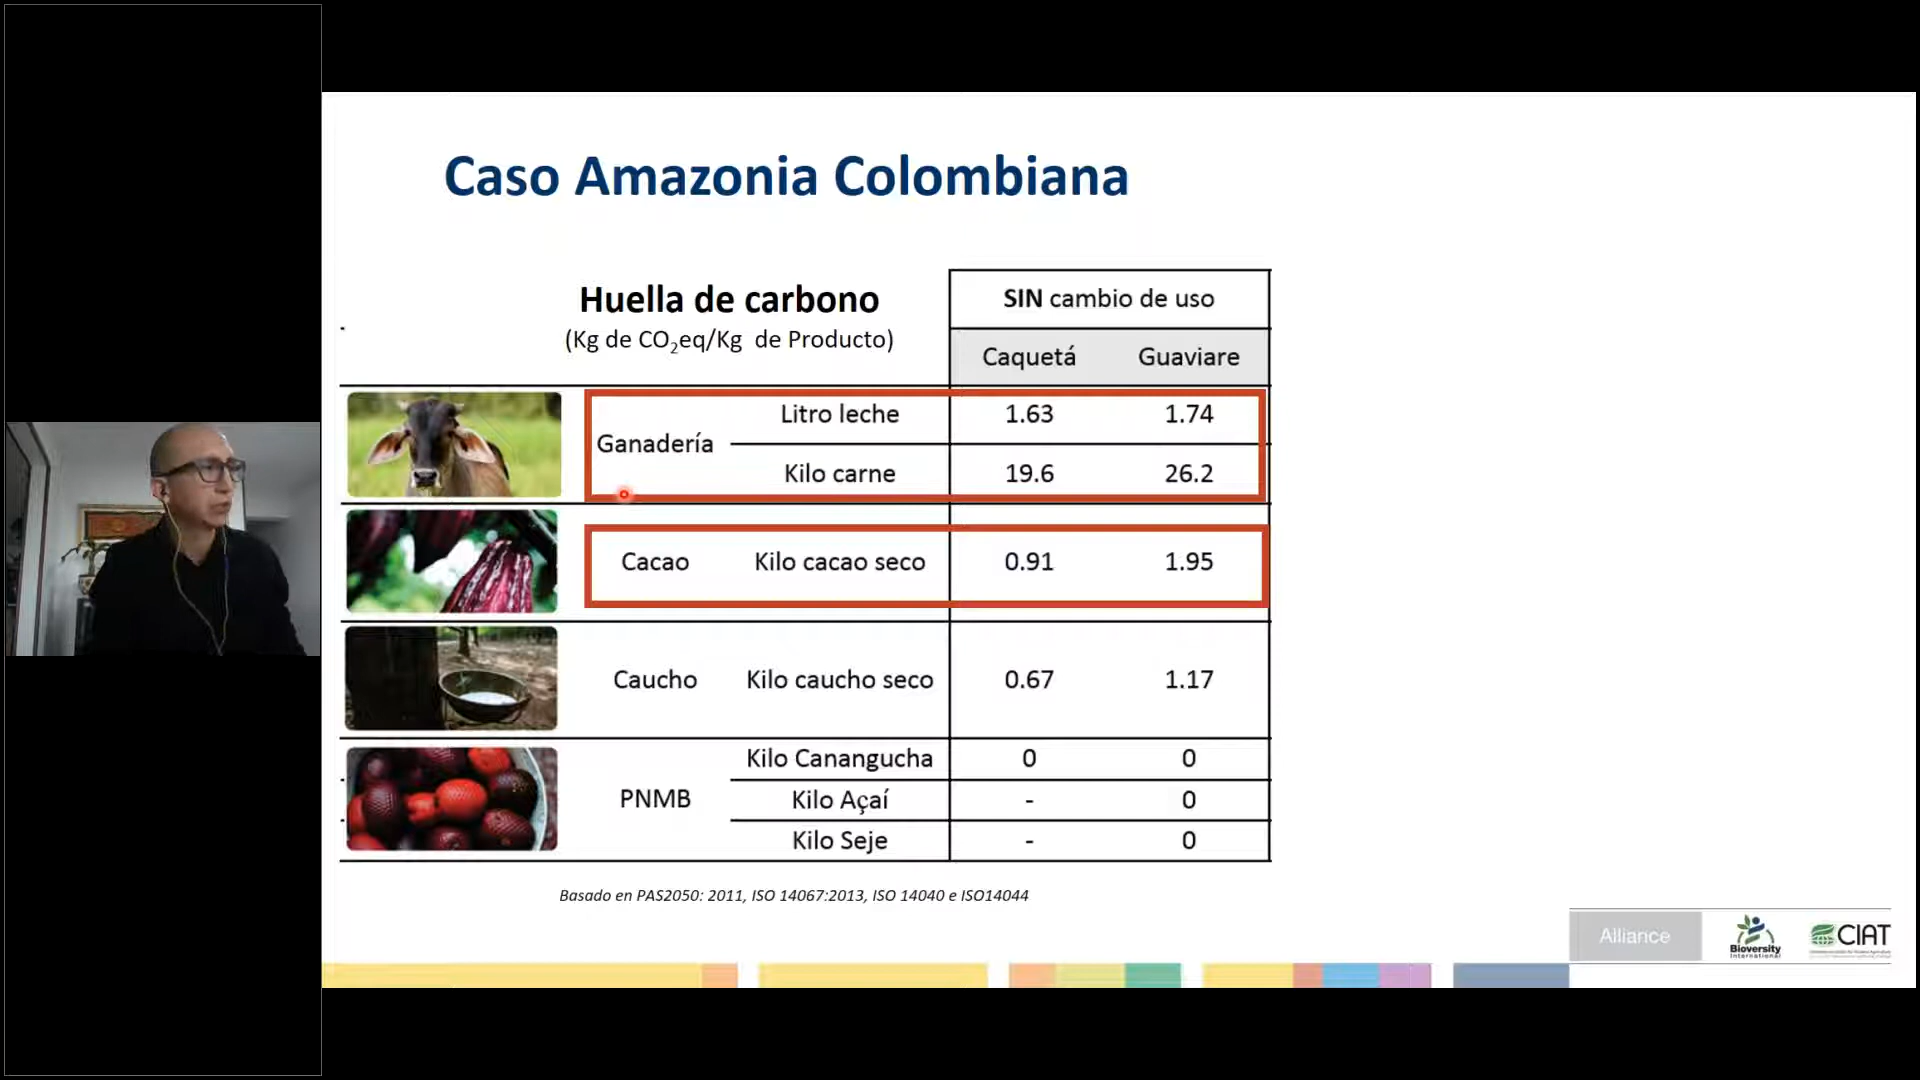 Caso Amazonia Colombiana
Huella de carbono
(Kg de CO₂eq/Kg de Producto)
SIN cambio de uso
Caquetá Guaviare
Ganadería
Litro leche 1.63 1.74
Kilo carne 19.6 26.2
Cacao Kilo cacao seco 0.91 1.95
Caucho Kilo caucho seco 0.67 1.17
PNMB
Kilo Canangucha 0 0
Kilo Açaí - 0
Kilo Seje - 0
Basado en PAS2050: 2011, ISO 14067:2013, ISO 14040 e ISO14044
Alliance
Bioversity
International
CIAT